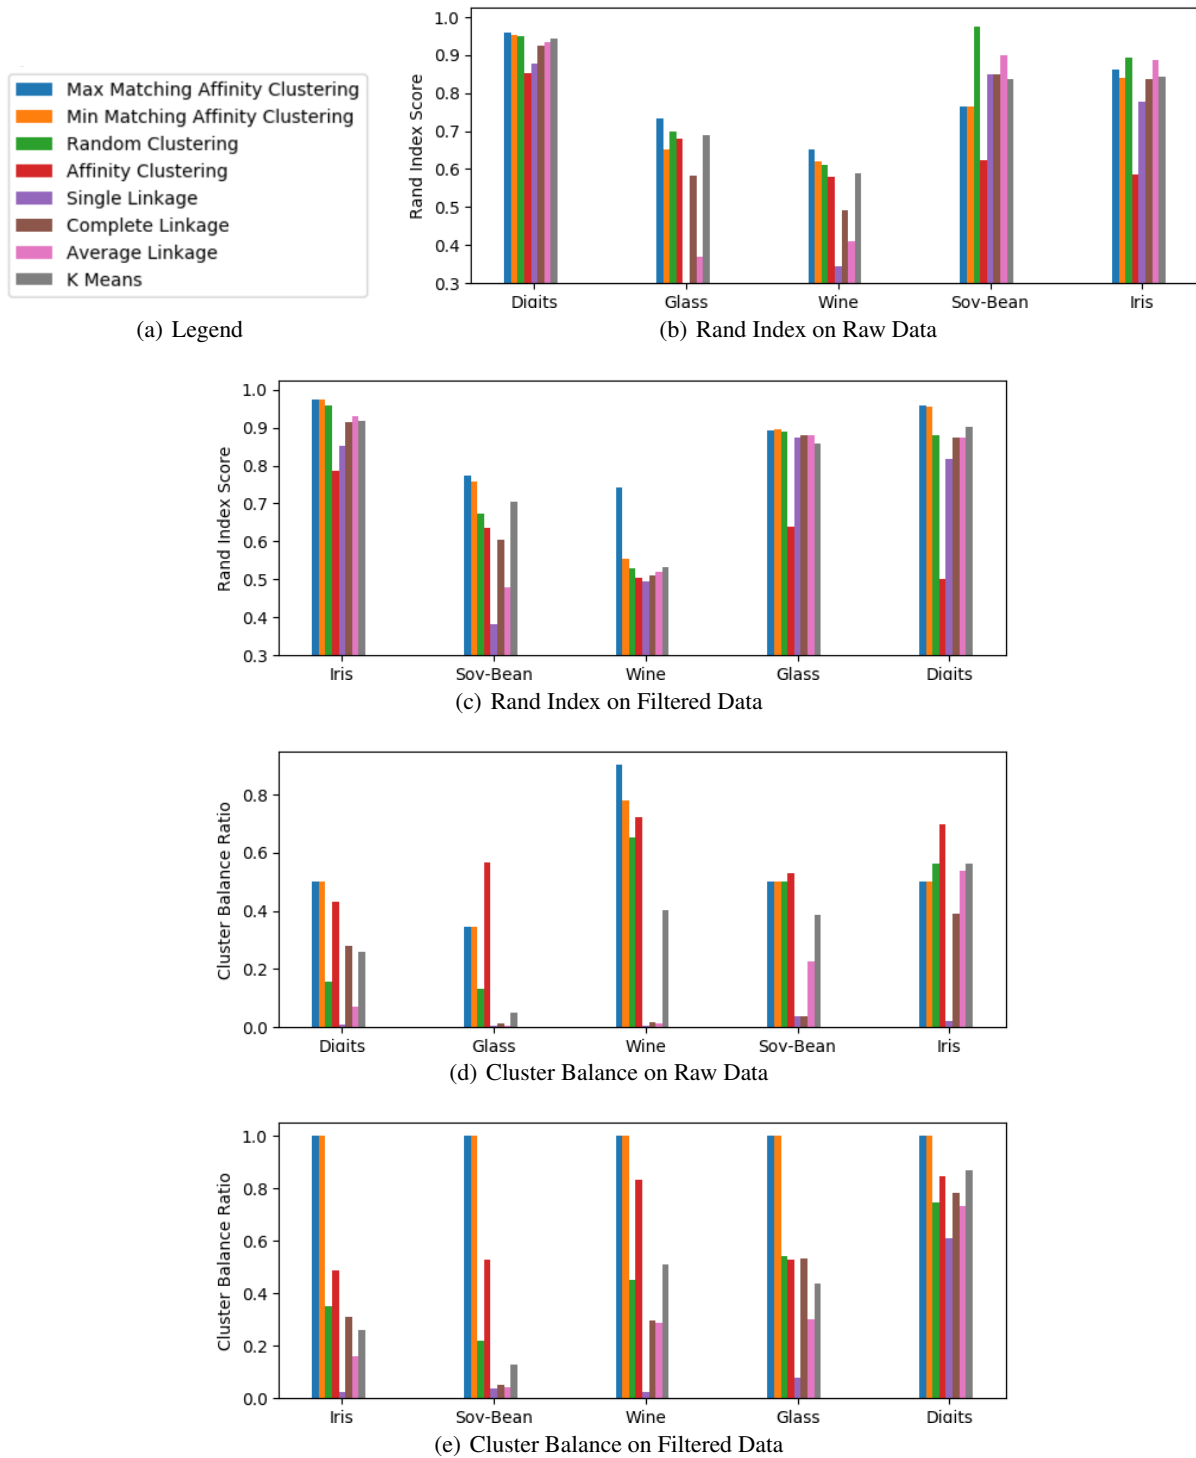 Max Matching Affinity Clustering
Min Matching Affinity Clustering
Random Clustering
Affinity Clustering
Single Linkage
Complete Linkage
Average Linkage
K Means
(a) Legend
Rand Index Score
1.0
0.9
0.8
0.7
0.6
0.5
0.4
0.3
Digits Glass Wine Soy-Bean Iris
(b) Rand Index on Raw Data
Rand Index Score
1.0
0.9
0.8
0.7
0.6
0.5
0.4
0.3
Iris Soy-Bean Wine Glass Digits
(c) Rand Index on Filtered Data
Cluster Balance Ratio
0.8
0.6
0.4
0.2
0.0
Digits Glass Wine Soy-Bean Iris
(d) Cluster Balance on Raw Data
Cluster Balance Ratio
1.0
0.8
0.6
0.4
0.2
0.0
Iris Soy-Bean Wine Glass Digits
(e) Cluster Balance on Filtered Data